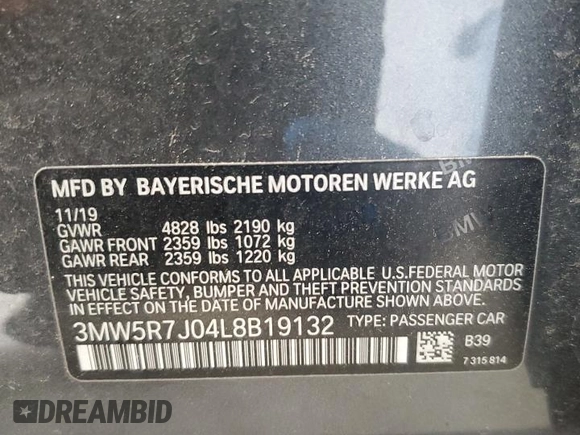 MFD BY BAYERISCHE MOTOREN WERKE AG
11/19
GVWR 4828 lbs 2190 kg
GAWR FRONT 2359 lbs 1072 kg
GAWR REAR 2359 lbs 1220 kg
THIS VEHICLE CONFORMS TO ALL APPLICABLE U.S.FEDERAL MOTOR
VEHICLE SAFETY, BUMPER AND THEFT PREVENTION STANDARDS
IN EFFECT ON THE DATE OF MANUFACTURE SHOWN ABOVE.
3MW5R7J04L8B19132 TYPE: PASSENGER CAR
B39
7 315 814
DREAMBID